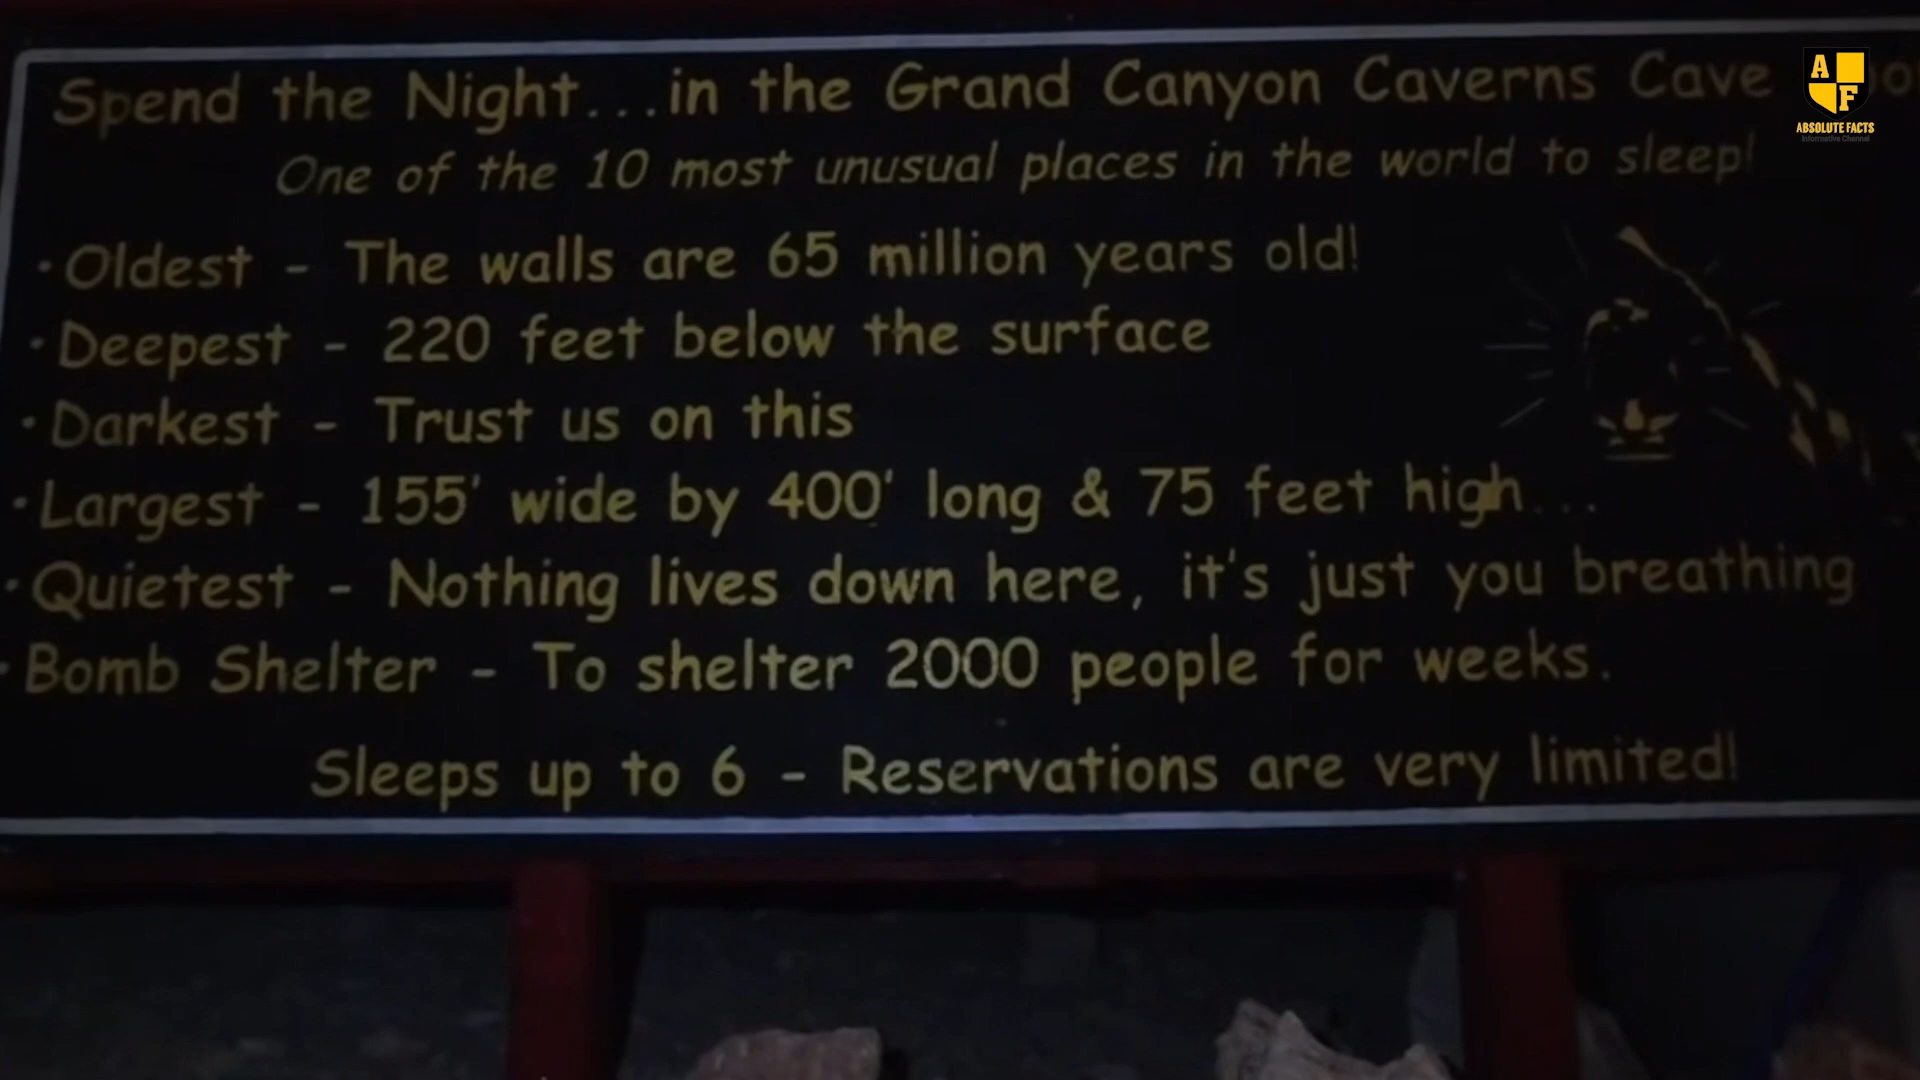 Spend the Night...in the Grand Canyon Caverns Cave
One of the 10 most unusual places in the world to sleep!
· Oldest - The walls are 65 million years old!
· Deepest - 220 feet below the surface
· Darkest - Trust us on this
· Largest - 155' wide by 400' long & 75 feet high...
· Quietest - Nothing lives down here, it's just you breathing
· Bomb Shelter - To shelter 2000 people for weeks.
Sleeps up to 6 - Reservations are very limited!
A
F
ABSOLUTE FACTS
Informative Channel